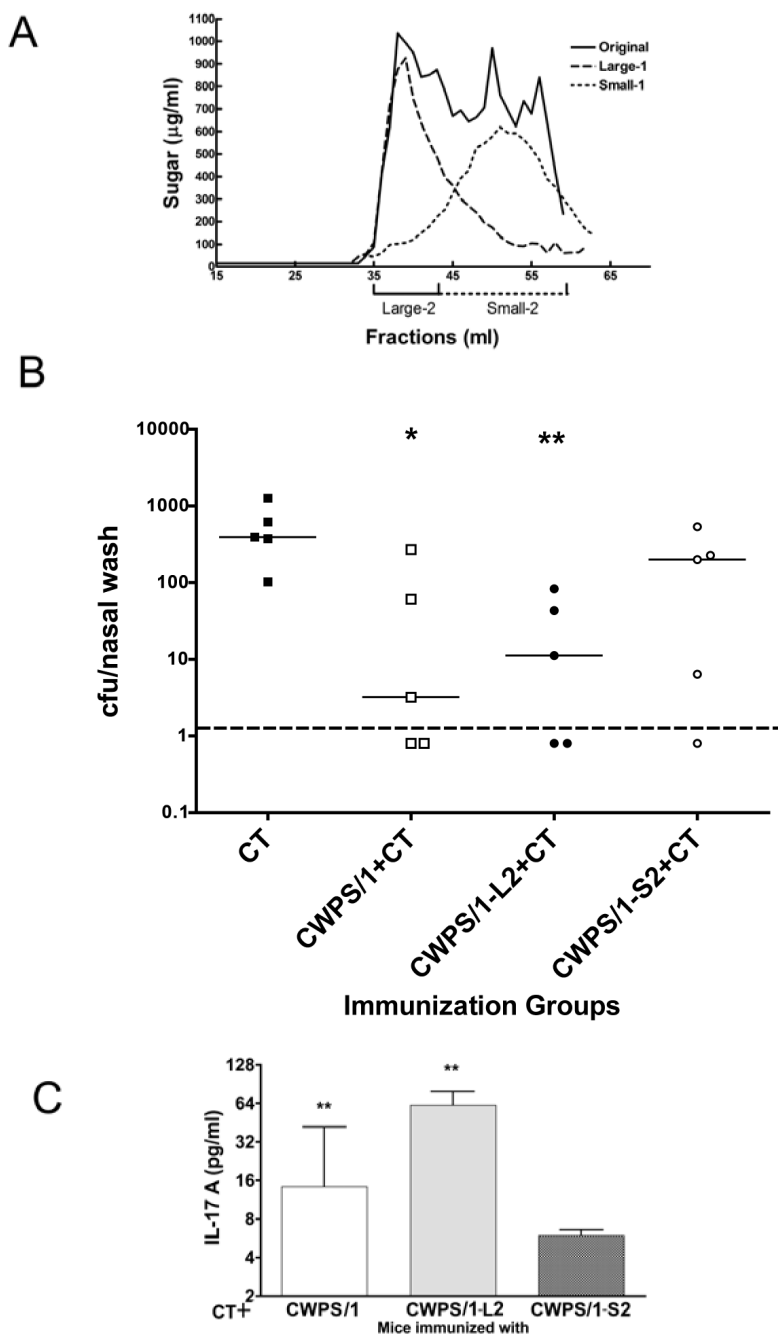 A
1100
1000
900
800
700
600
500
400
300
200
100
0
Sugar (µg/ml)
Original
Large-1
Small-1
15 25 35 45 55 65
Large-2 Small-2
Fractions (ml)
B
10000
1000
100
10
1
0.1
cfu/nasal wash
* **
CT
CWPS/1+CT
CWPS/1-L2+CT
CWPS/1-S2+CT
Immunization Groups
C
128
64
32
16
8
4
2
IL-17 A (pg/ml)
** **
CT+ CWPS/1 CWPS/1-L2 CWPS/1-S2
Mice immunized with